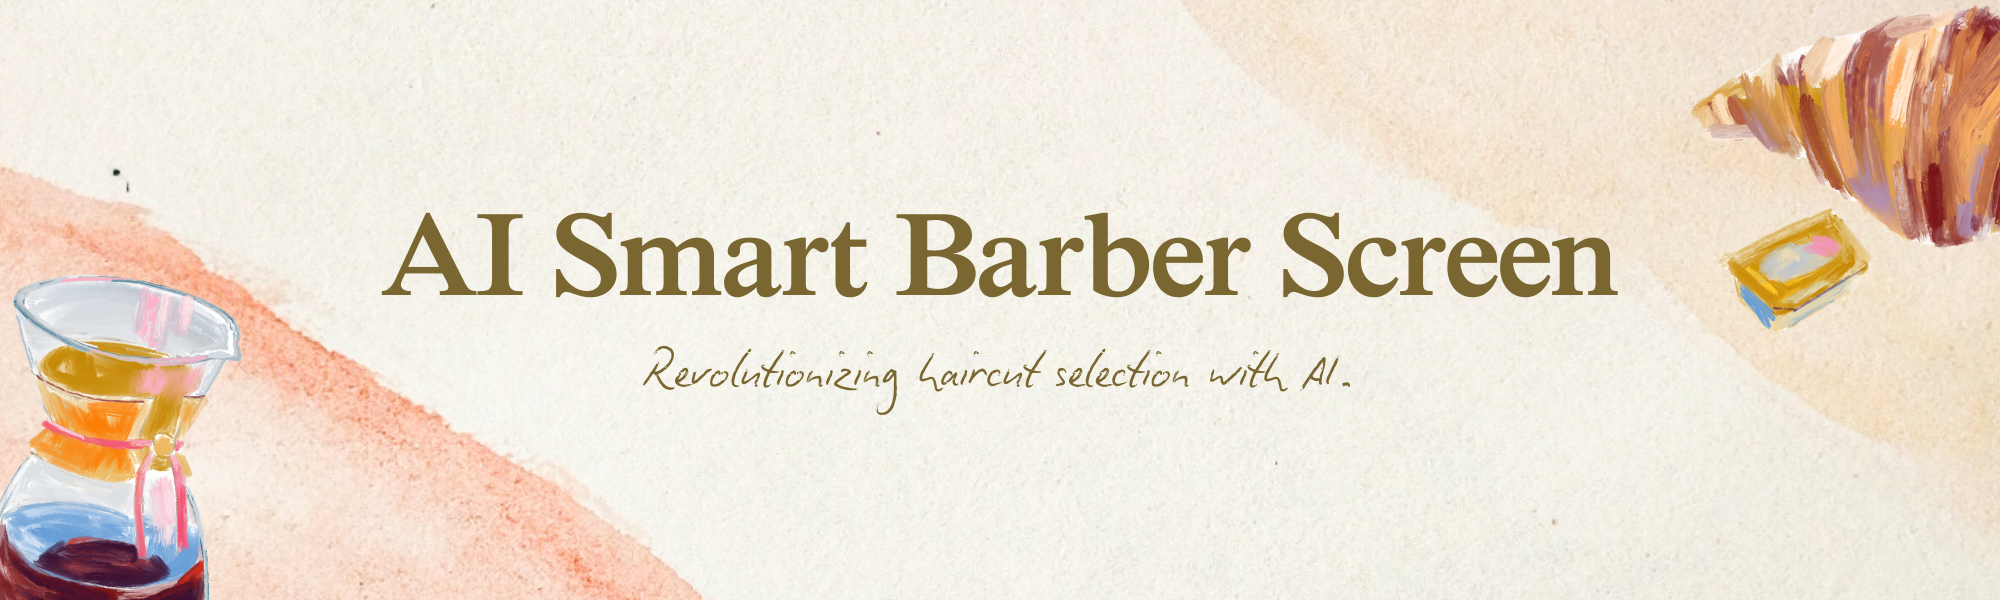 AI Smart Barber Screen
Revolutionizing haircut selection with AI.